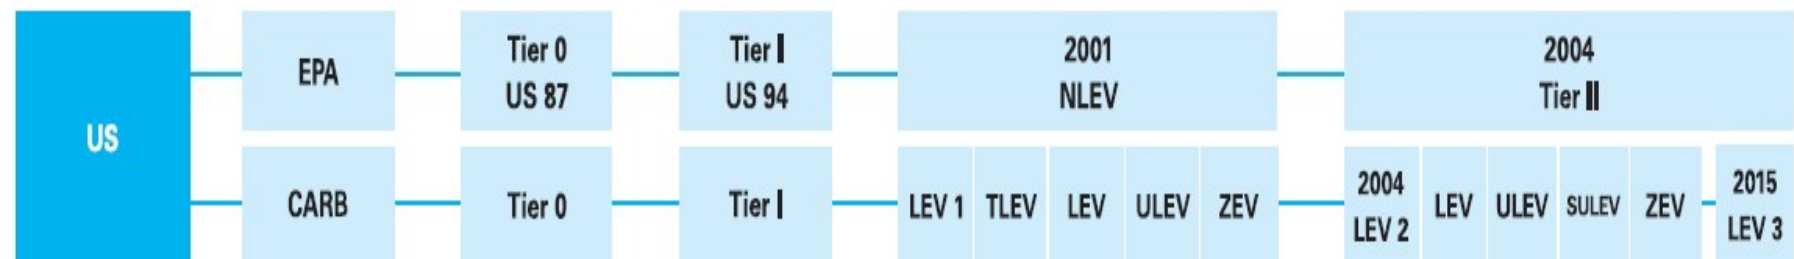 US
EPA
Tier 0
US 87
Tier I
US 94
2001
NLEV
2004
Tier II
CARB
Tier 0
Tier I
LEV 1
TLEV
LEV
ULEV
ZEV
2004
LEV 2
LEV
ULEV
SULEV
ZEV
2015
LEV 3